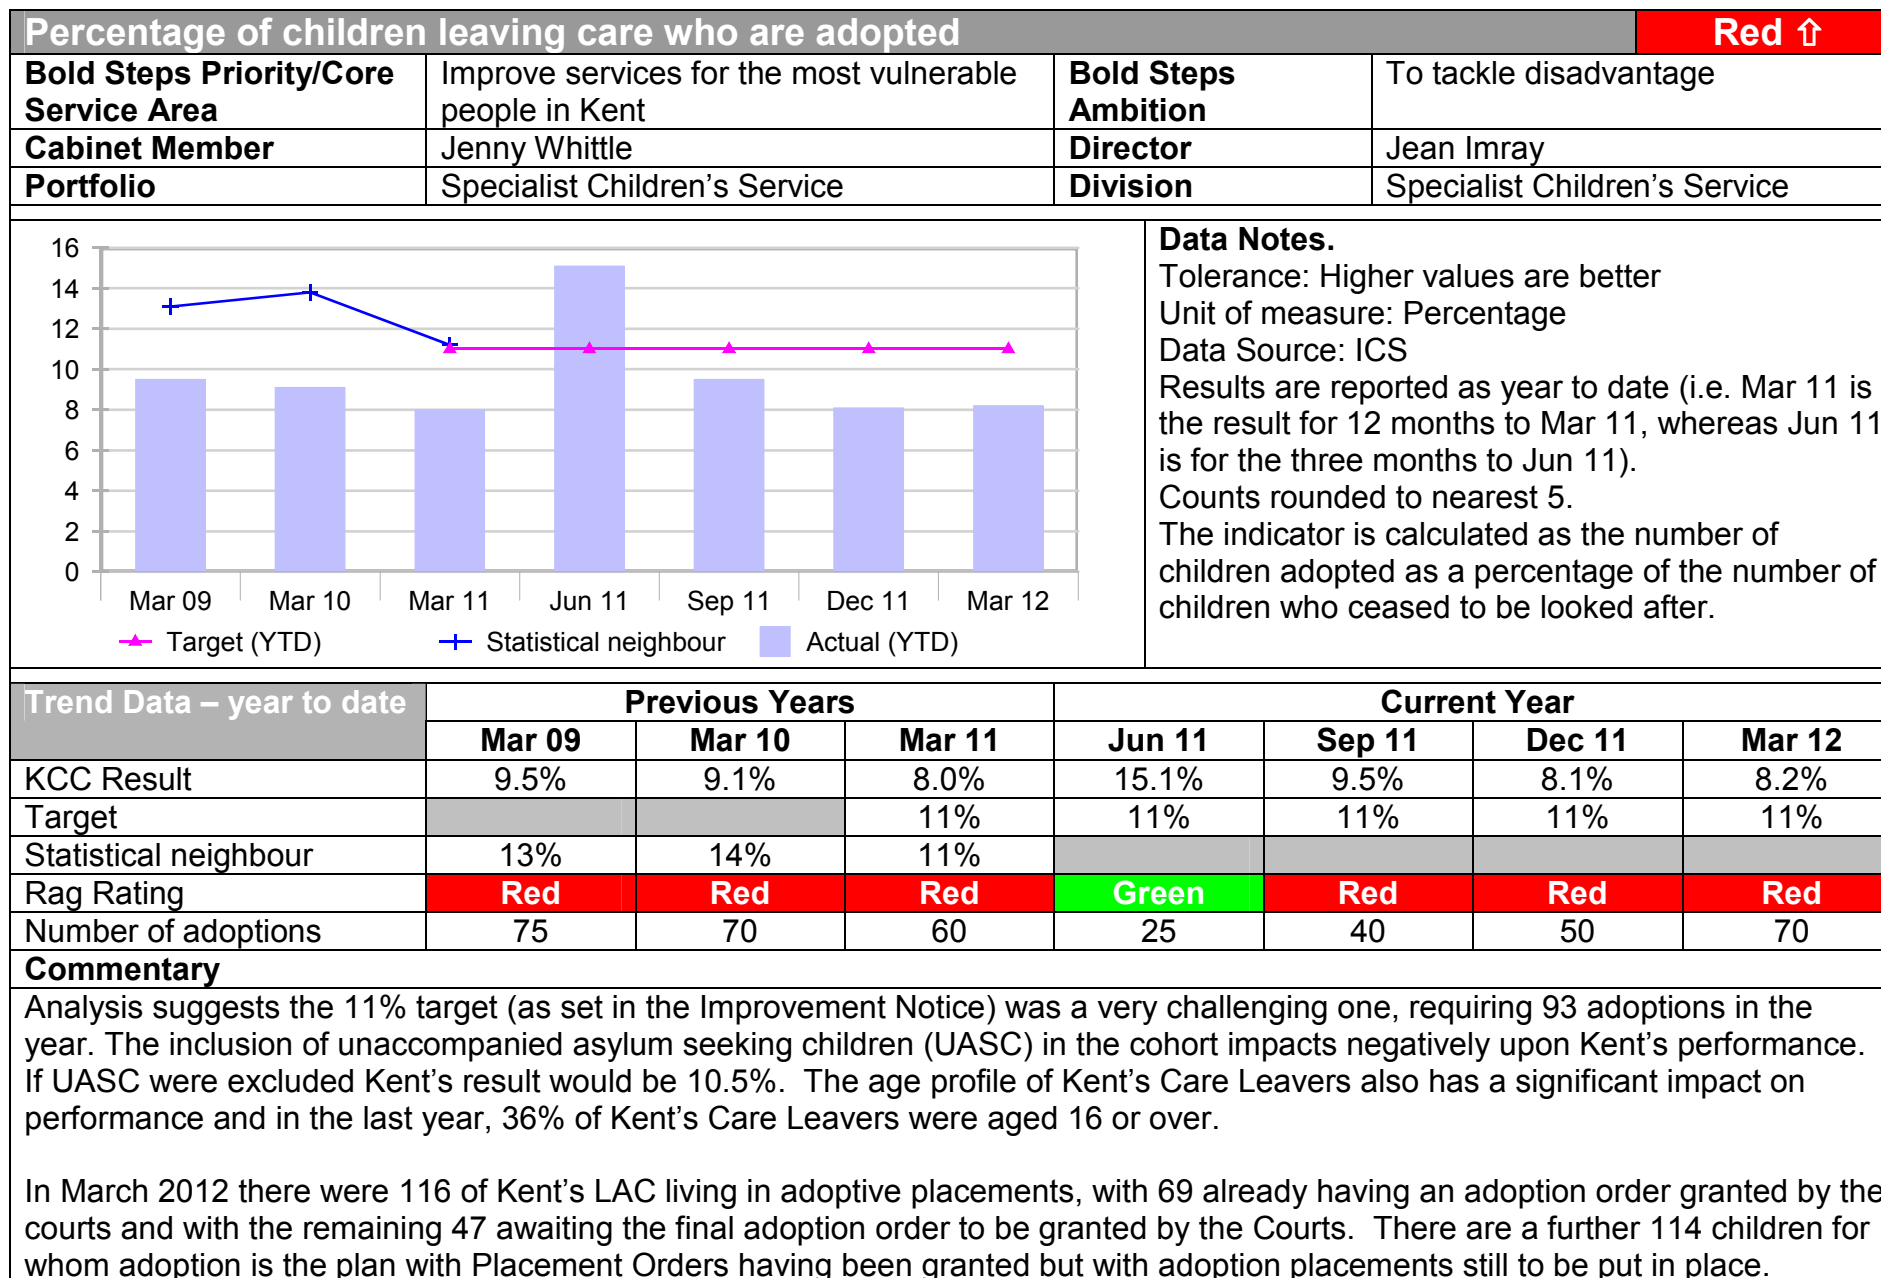 Percentage of children leaving care who are adopted Red ⇧
Bold Steps Priority/Core Improve services for the most vulnerable Bold Steps To tackle disadvantage
Service Area people in Kent Ambition
Cabinet Member Jenny Whittle Director Jean Imray
Portfolio Specialist Children’s Service Division Specialist Children’s Service
16
14
12
10
8
6
4
2
0
Mar 09 Mar 10 Mar 11 Jun 11 Sep 11 Dec 11 Mar 12
Target (YTD) Statistical neighbour Actual (YTD)
Data Notes.
Tolerance: Higher values are better
Unit of measure: Percentage
Data Source: ICS
Results are reported as year to date (i.e. Mar 11 is
the result for 12 months to Mar 11, whereas Jun 11
is for the three months to Jun 11).
Counts rounded to nearest 5.
The indicator is calculated as the number of
children adopted as a percentage of the number of
children who ceased to be looked after.
Trend Data – year to date Previous Years Current Year
Mar 09 Mar 10 Mar 11 Jun 11 Sep 11 Dec 11 Mar 12
KCC Result 9.5% 9.1% 8.0% 15.1% 9.5% 8.1% 8.2%
Target 11% 11% 11% 11% 11%
Statistical neighbour 13% 14% 11%
Rag Rating Red Red Red Green Red Red Red
Number of adoptions 75 70 60 25 40 50 70
Commentary
Analysis suggests the 11% target (as set in the Improvement Notice) was a very challenging one, requiring 93 adoptions in the
year. The inclusion of unaccompanied asylum seeking children (UASC) in the cohort impacts negatively upon Kent’s performance.
If UASC were excluded Kent’s result would be 10.5%.  The age profile of Kent’s Care Leavers also has a significant impact on
performance and in the last year, 36% of Kent’s Care Leavers were aged 16 or over.
In March 2012 there were 116 of Kent’s LAC living in adoptive placements, with 69 already having an adoption order granted by the
courts and with the remaining 47 awaiting the final adoption order to be granted by the Courts.  There are a further 114 children for
whom adoption is the plan with Placement Orders having been granted but with adoption placements still to be put in place.